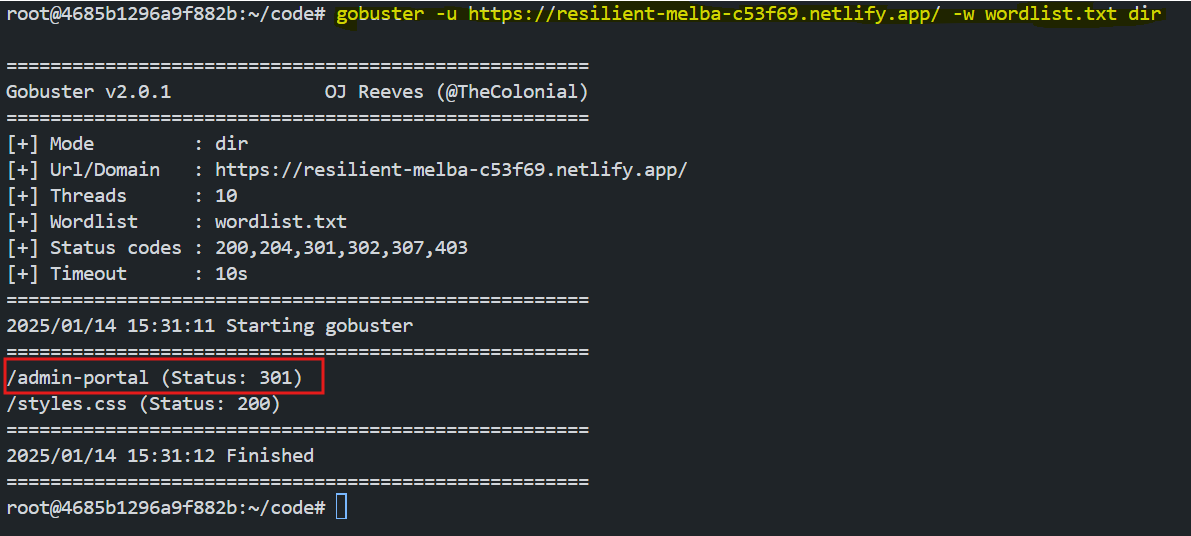 root@4685b1296a9f882b:~/code# gobuster -u https://resilient-melba-c53f69.netlify.app/ -w wordlist.txt dir
=====================================================
Gobuster v2.0.1              OJ Reeves (@TheColonial)
=====================================================
[+] Mode         : dir
[+] Url/Domain   : https://resilient-melba-c53f69.netlify.app/
[+] Threads      : 10
[+] Wordlist     : wordlist.txt
[+] Status codes : 200,204,301,302,307,403
[+] Timeout      : 10s
=====================================================
2025/01/14 15:31:11 Starting gobuster
=====================================================
/admin-portal (Status: 301)
/styles.css (Status: 200)
=====================================================
2025/01/14 15:31:12 Finished
=====================================================
root@4685b1296a9f882b:~/code#